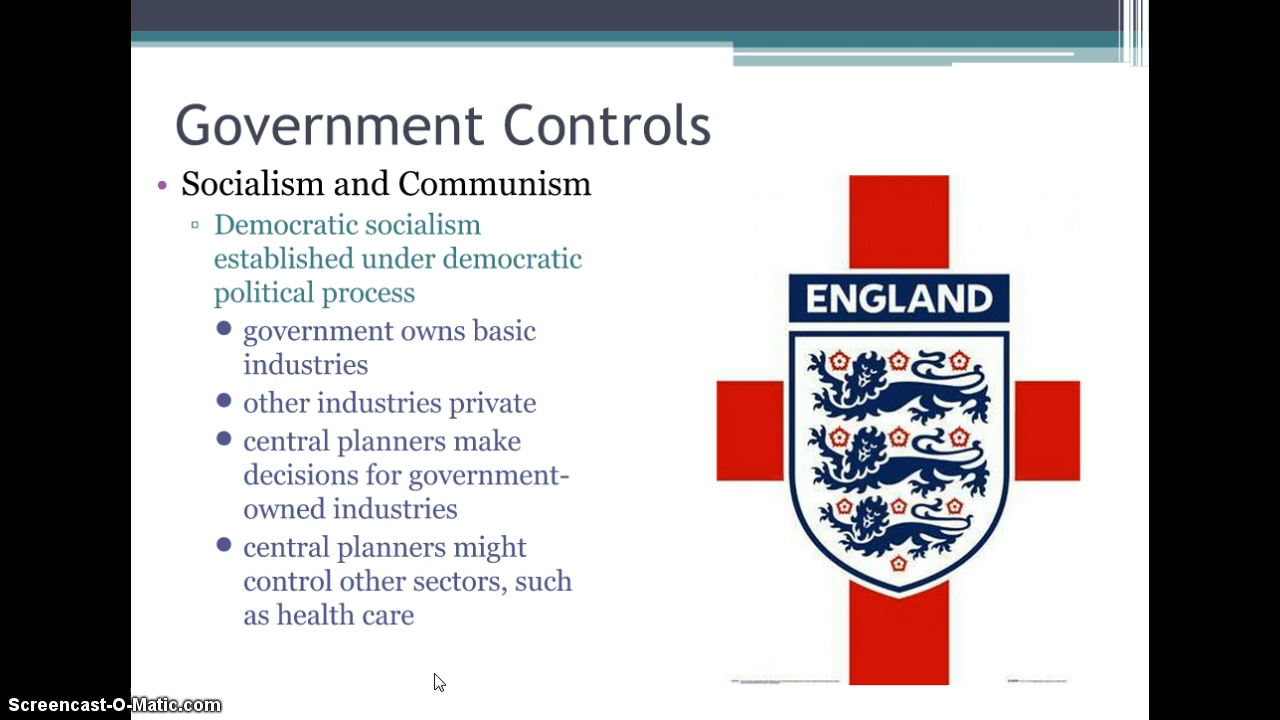 Government Controls
• Socialism and Communism
▫ Democratic socialism
established under democratic
political process
● government owns basic
industries
● other industries private
● central planners make
decisions for government-
owned industries
● central planners might
control other sectors, such
as health care
ENGLAND
Screencast-O-Matic.com